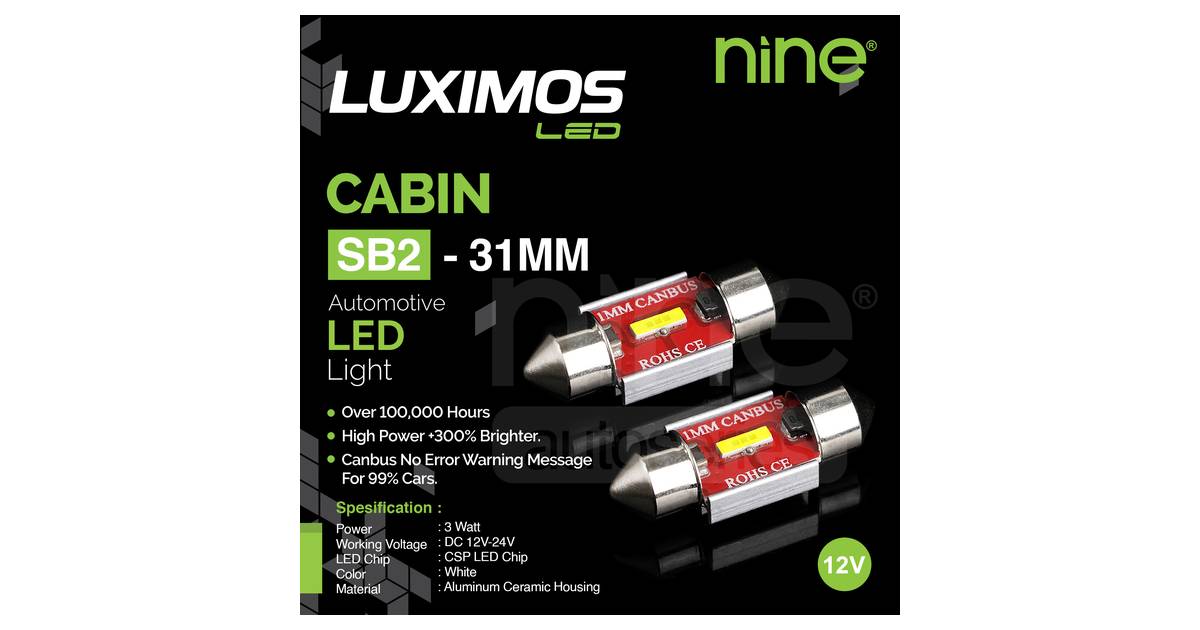 nine®
LUXIMOS
LED
CABIN
SB2 - 31MM
Automotive
LED
Light
nine®
autoseries
1MM CANBUS
ROHS CE
1MM CANBUS
ROHS CE
Over 100,000 Hours
High Power +300% Brighter.
Canbus No Error Warning Message
For 99% Cars.
Spesification :
Power : 3 Watt
Working Voltage : DC 12V-24V
LED Chip : CSP LED Chip
Color : White
Material : Aluminum Ceramic Housing
12V